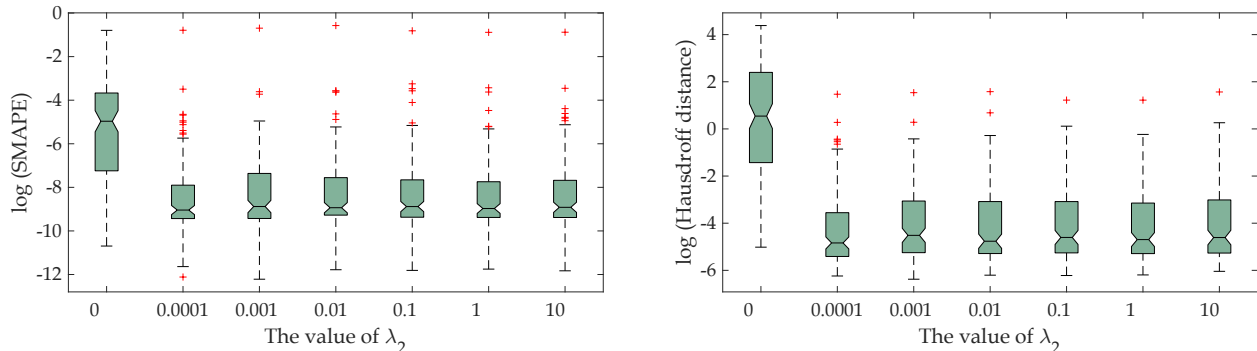 log (SMAPE)
0
-2
-4
-6
-8
-10
-12
0 0.0001 0.001 0.01 0.1 1 10
The value of λ₂
log (Hausdroff distance)
4
2
0
-2
-4
-6
0 0.0001 0.001 0.01 0.1 1 10
The value of λ₂